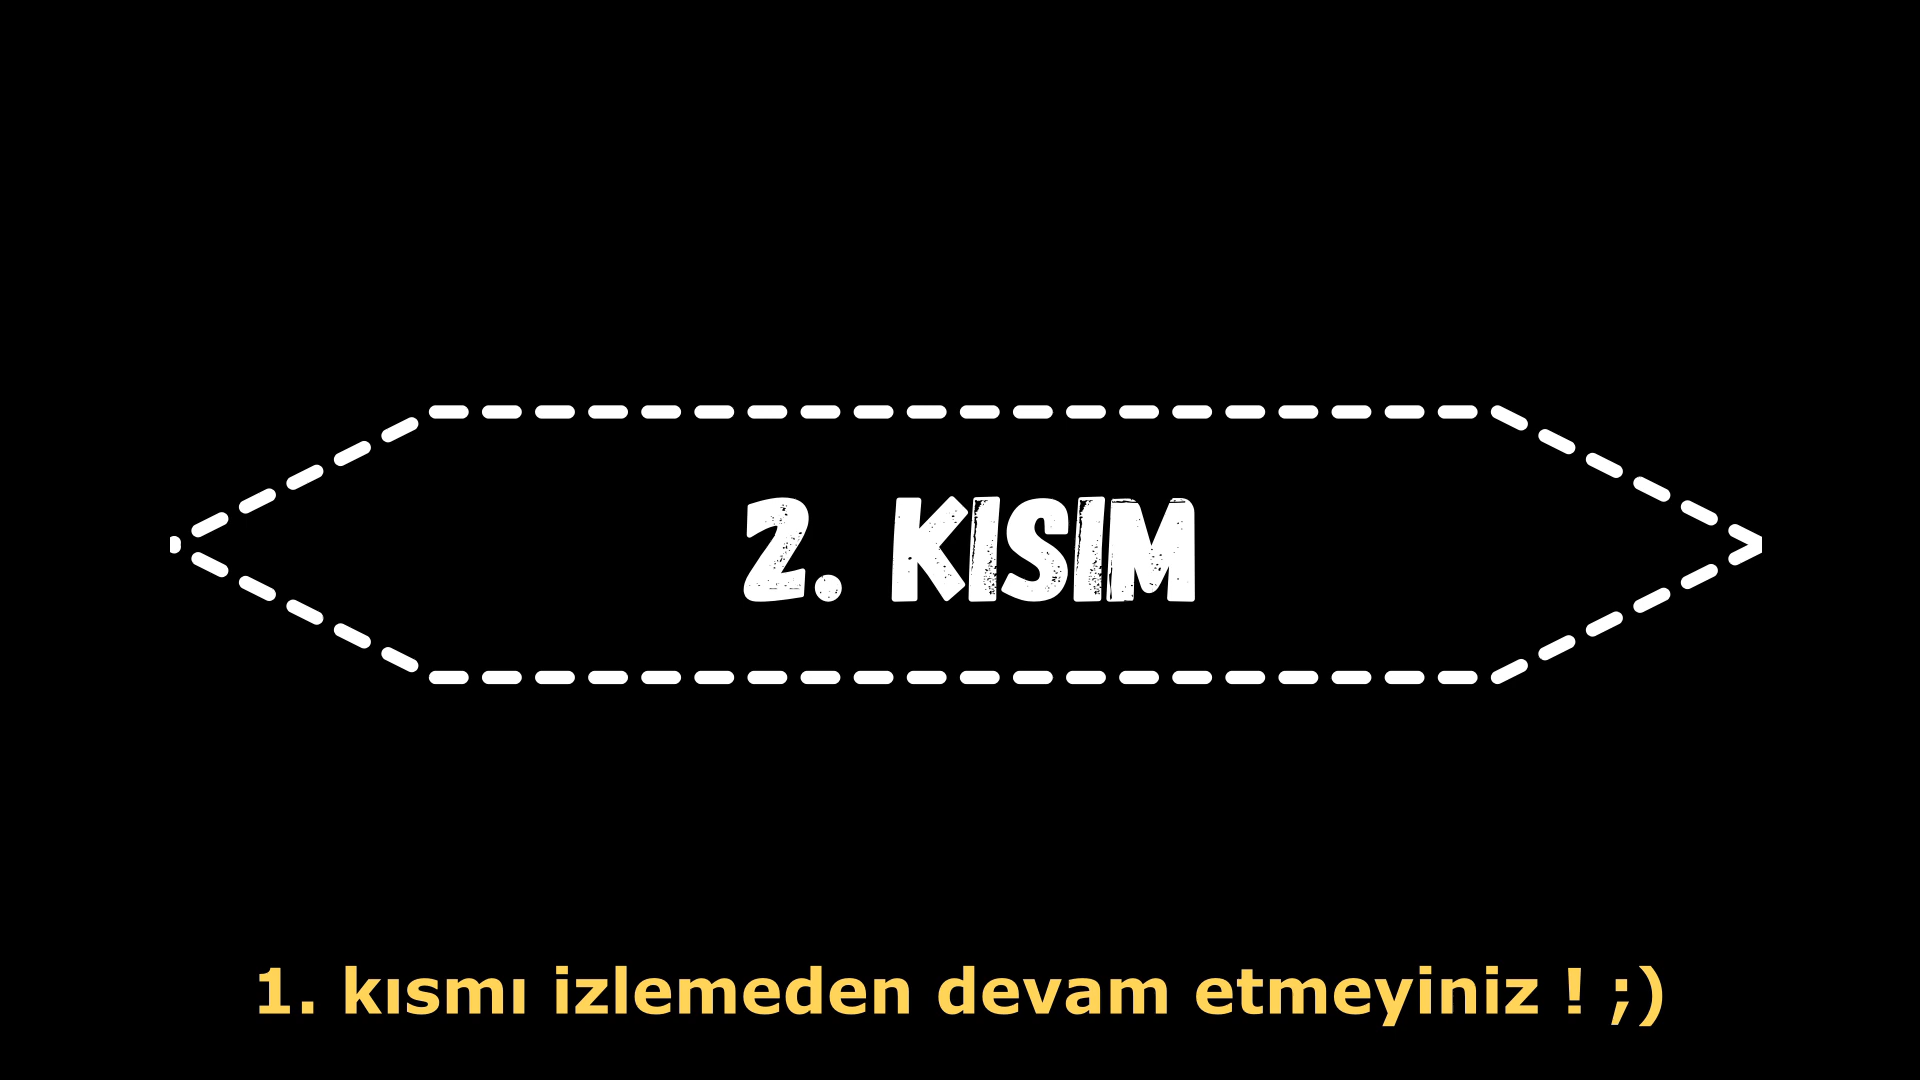 2. KISIM
1. kısmı izlemeden devam etmeyiniz ! ;)